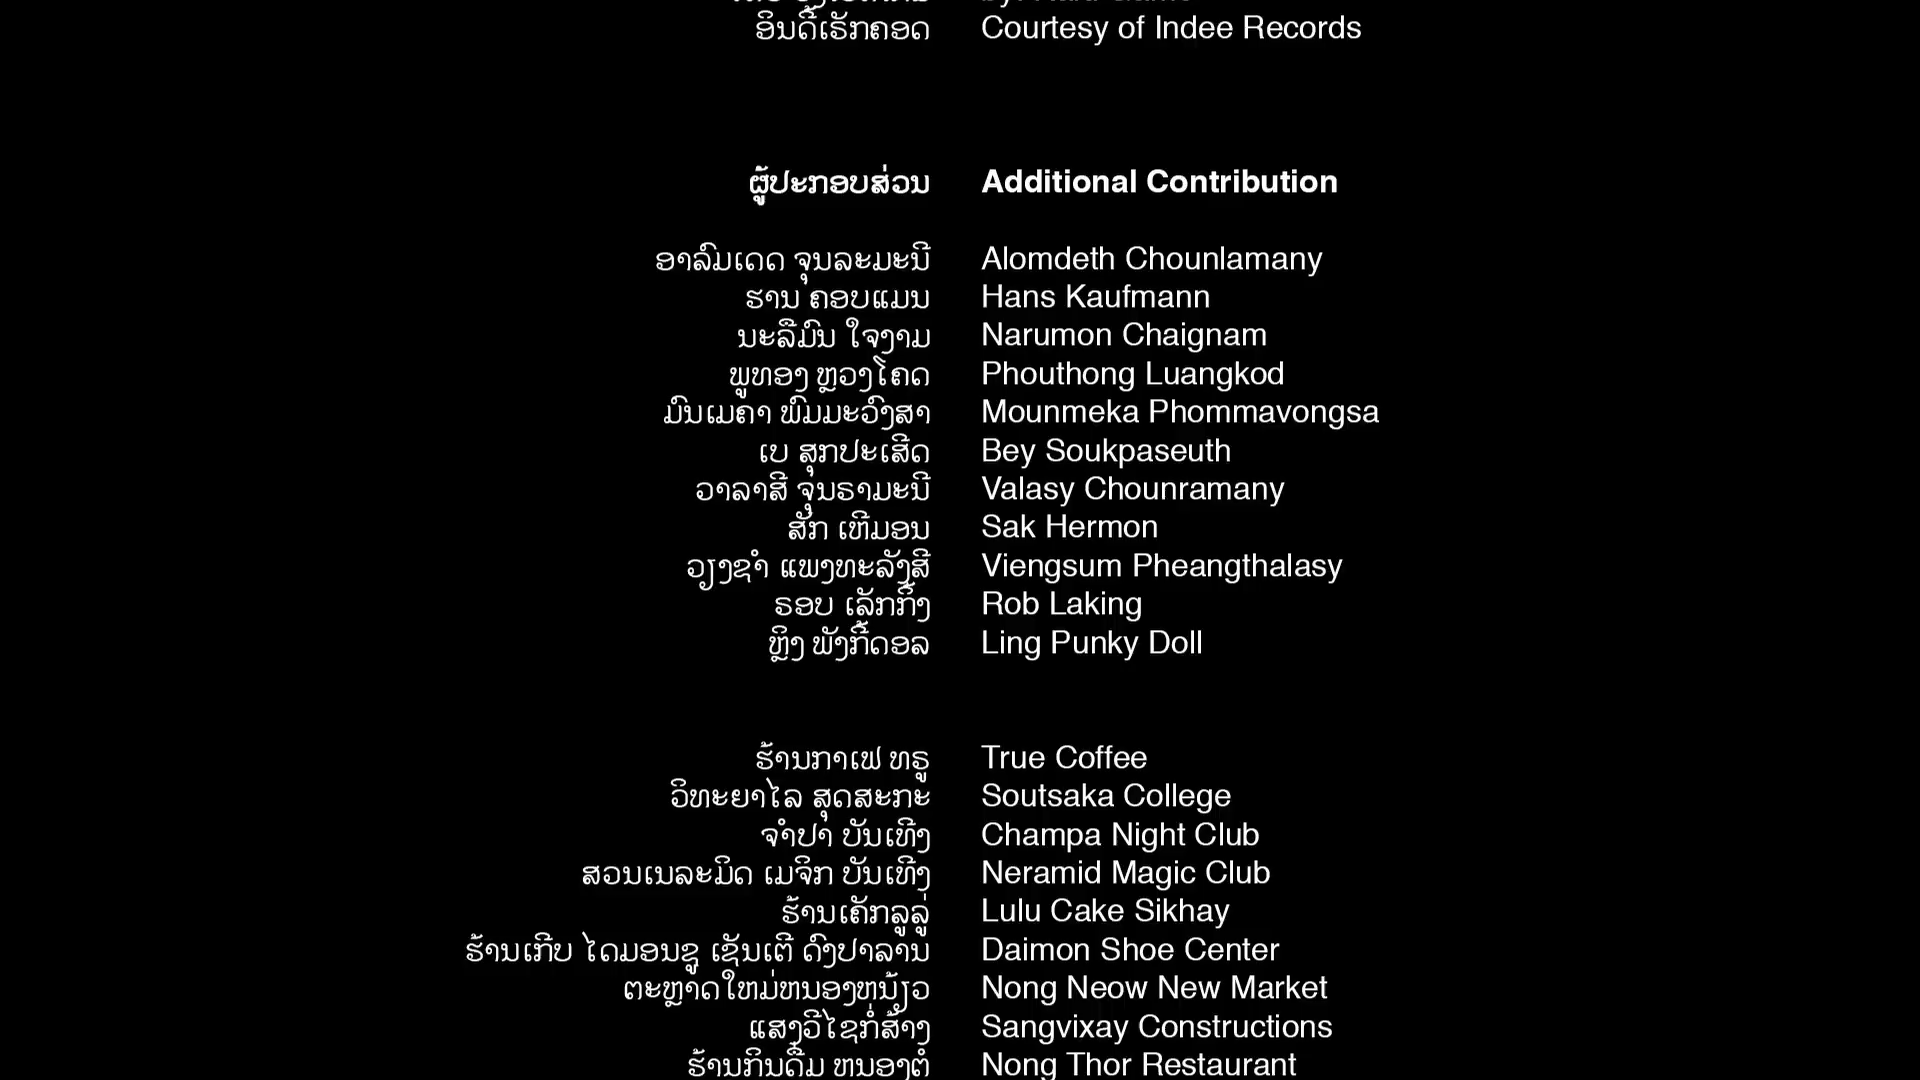 ອິນດີ້ເຣັກຄອດ Courtesy of Indee Records
ຜູ້ປະກອບສ່ວນ Additional Contribution
ອາລົມເດດ ຈຸນລະມະນີ Alomdeth Chounlamany
ຮານ ຄອບແມນ Hans Kaufmann
ນະລືມົນ ໃຈງາມ Narumon Chaignam
ພູທອງ ຫຼວງໂຄດ Phouthong Luangkod
ມົນເມຄາ ພົມມະວົງສາ Mounmeka Phommavongsa
ເບ ສຸກປະເສີດ Bey Soukpaseuth
ວາລາສີ ຈຸນຣາມະນີ Valasy Chounramany
ສັກ ເຫີມອນ Sak Hermon
ວຽງຊຳ ແພງທະລັງສີ Viengsum Pheangthalasy
ຣອບ ເລັກກິ້ງ Rob Laking
ຫຼິງ ພັງກີ້ດອລ Ling Punky Doll
ຮ້ານກາເຟ ທຣູ True Coffee
ວິທະຍາໄລ ສຸດສະກະ Soutsaka College
ຈຳປາ ບັນເທີງ Champa Night Club
ສວນເນລະມິດ ເມຈິກ ບັນເທີງ Neramid Magic Club
ຮ້ານເຄັກລູລູ່ Lulu Cake Sikhay
ຮ້ານເກີບ ໄດມອນຊູ ເຊັນເຕີ ດົງປາລານ Daimon Shoe Center
ຕະຫຼາດໃຫມ່ຫນອງຫນ້ຽວ Nong Neow New Market
ແສງວີໄຊກໍ່ສ້າງ Sangvixay Constructions
ຮ້ານກິນດື່ມ ຫນອງຕໍ່ Nong Thor Restaurant